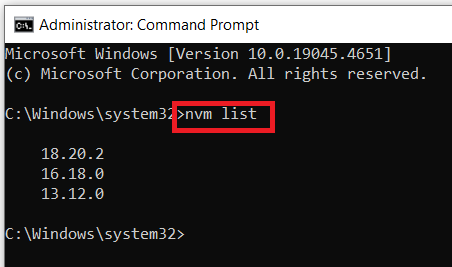 Administrator: Command Prompt
Microsoft Windows [Version 10.0.19045.4651]
(c) Microsoft Corporation. All rights reserved.
C:\Windows\system32>nvm list
18.20.2
16.18.0
13.12.0
C:\Windows\system32>